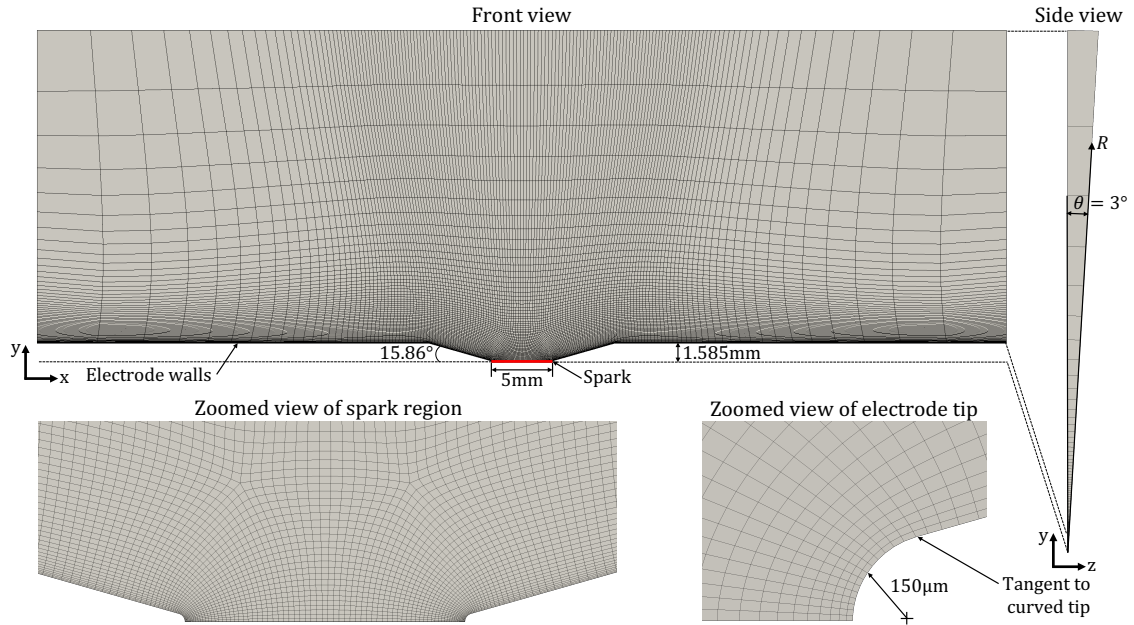 Front view
Side view
R
θ = 3°
y
x
15.86°
1.585mm
Electrode walls
5mm
Spark
Zoomed view of spark region
Zoomed view of electrode tip
150μm
y
z
Tangent to
curved tip